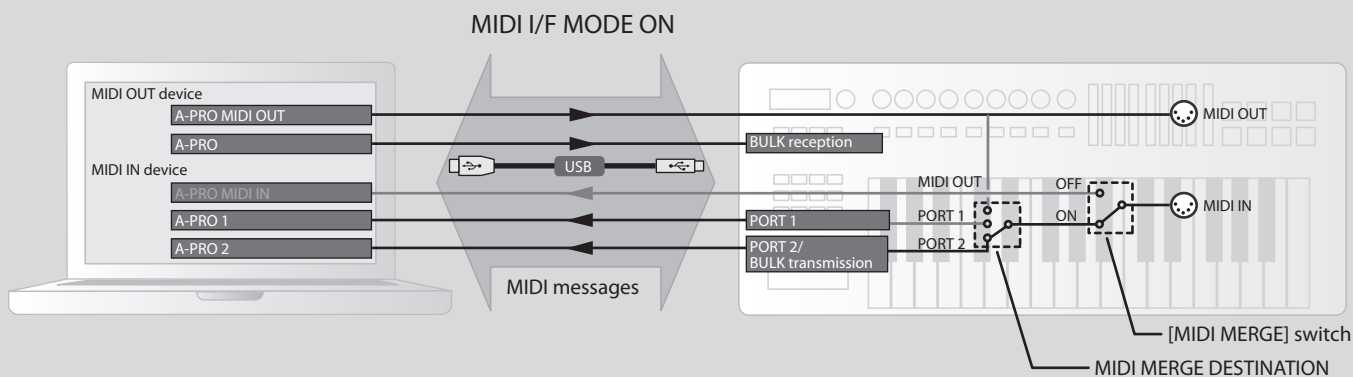 MIDI I/F MODE ON
MIDI OUT device
A-PRO MIDI OUT
A-PRO
MIDI IN device
A-PRO MIDI IN
A-PRO 1
A-PRO 2
USB
MIDI messages
BULK reception
PORT 1
PORT 2/
BULK transmission
MIDI OUT
PORT 1
PORT 2
OFF
ON
MIDI OUT
MIDI IN
[MIDI MERGE] switch
MIDI MERGE DESTINATION